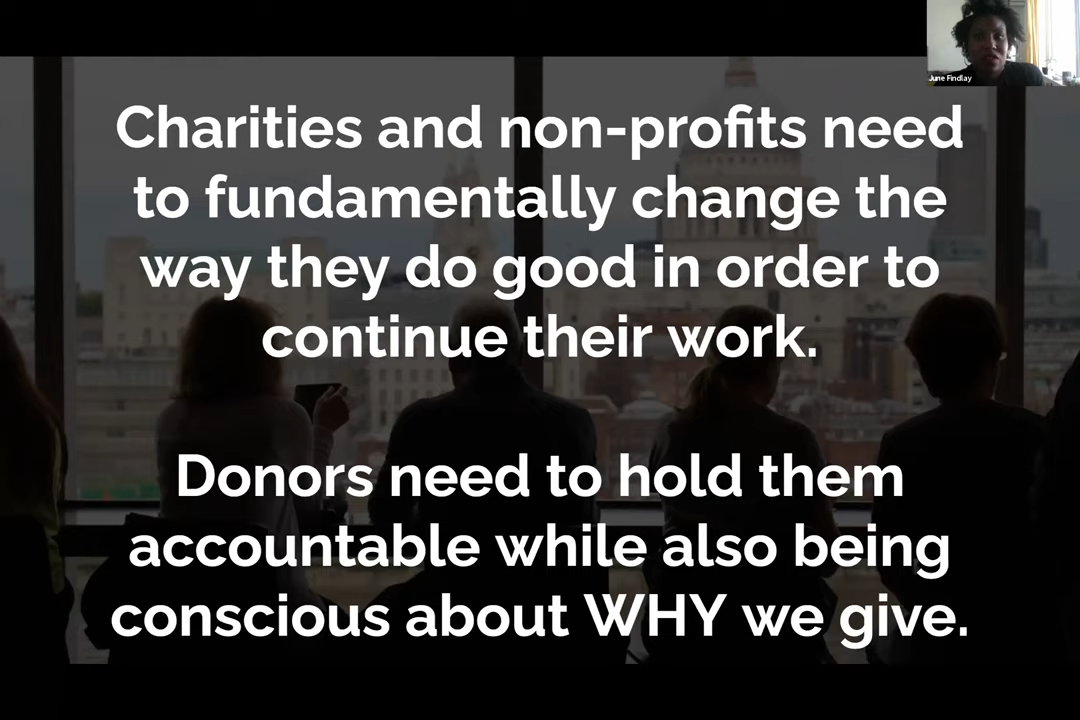 June Findlay
Charities and non-profits need
to fundamentally change the
way they do good in order to
continue their work.
Donors need to hold them
accountable while also being
conscious about WHY we give.